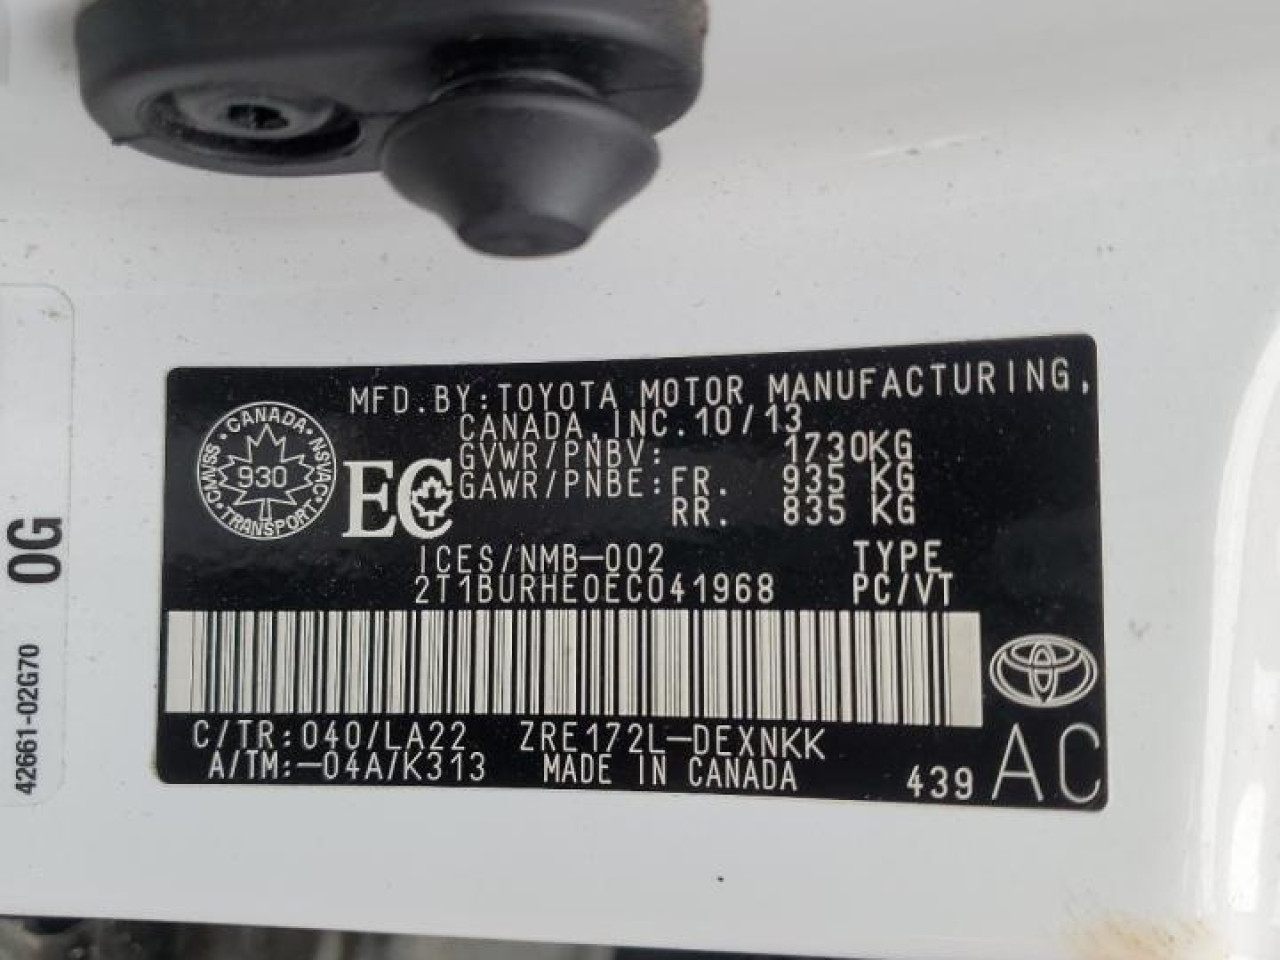 MFD.BY:TOYOTA MOTOR MANUFACTURING,
CANADA,INC.10/13
GVWR/PNBV: 1730KG
GAWR/PNBE:FR. 935 KG
RR. 835 KG
CANADA
930
CMVSS NSVAC
TRANSPORT
EC
ICES/NMB-002 TYPE
2T1BURHE0EC041968 PC/VT
C/TR:040/LA22 ZRE172L-DEXNKK
A/TM:-04A/K313 MADE IN CANADA 439 AC
0G
42661-02G70